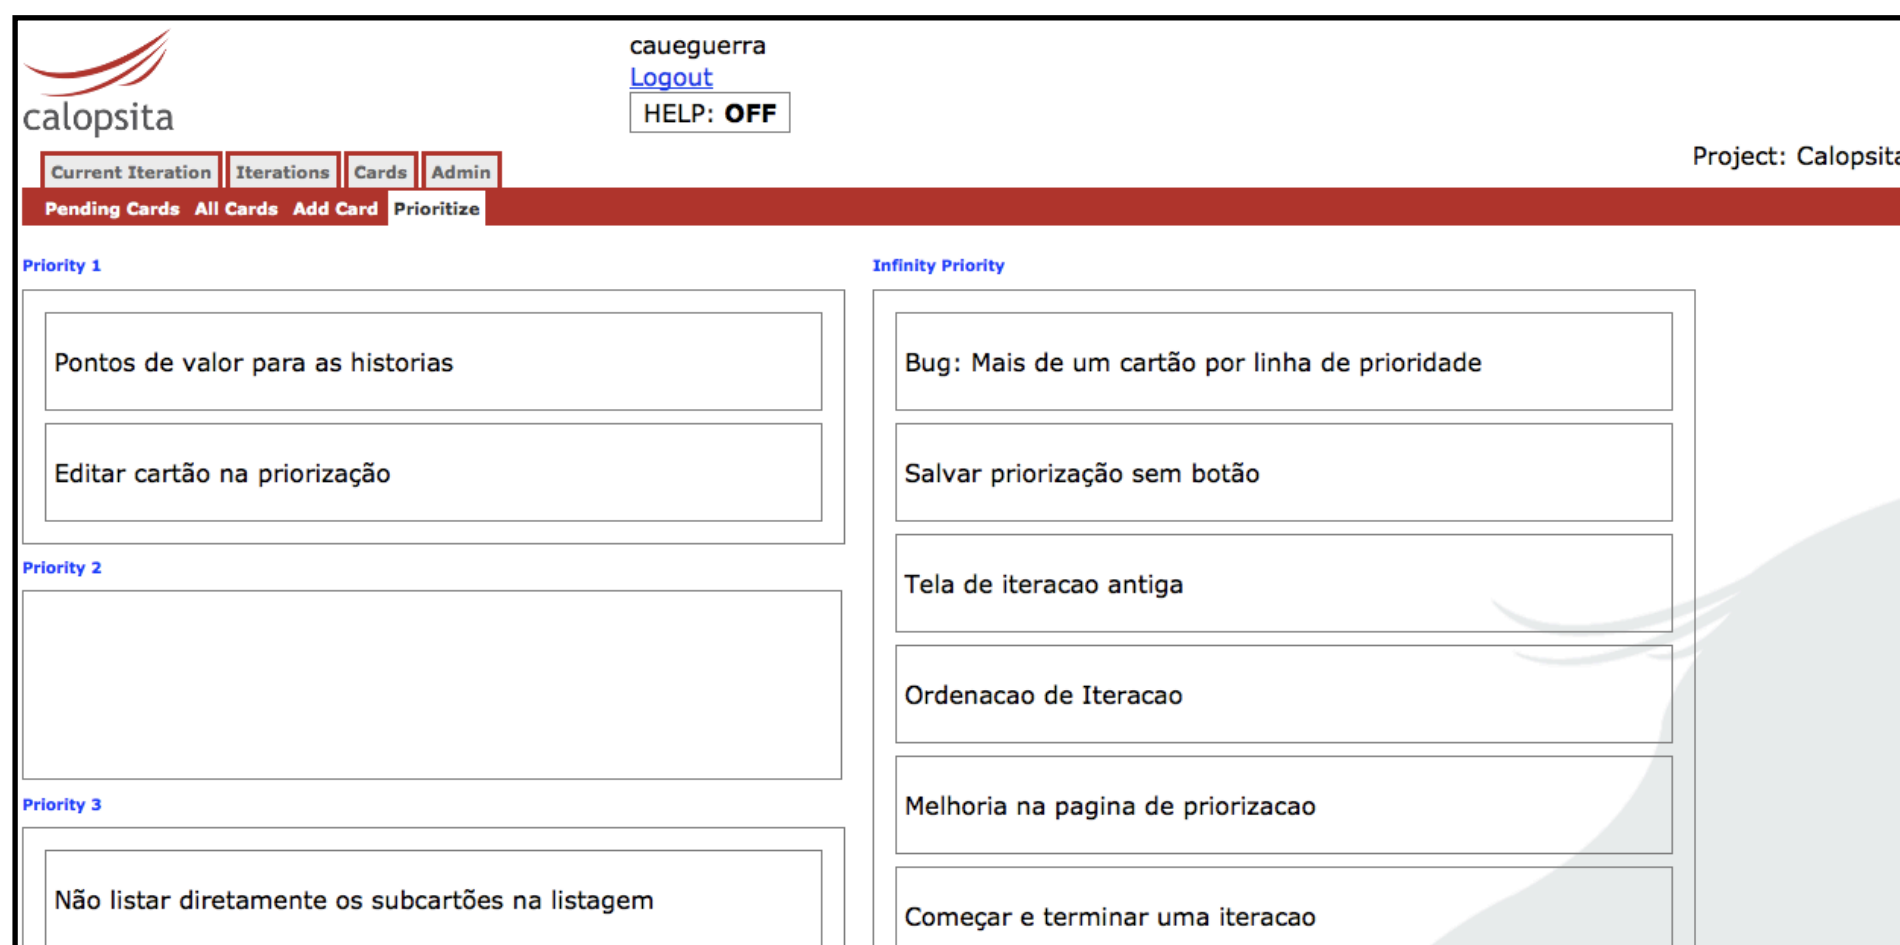 calopsita
caueguerra
Logout
HELP: OFF
Project: Calopsita
Current Iteration Iterations Cards Admin
Pending Cards All Cards Add Card Prioritize
Priority 1
Pontos de valor para as historias
Editar cartão na priorização
Priority 2
Priority 3
Não listar diretamente os subcartões na listagem
Infinity Priority
Bug: Mais de um cartão por linha de prioridade
Salvar priorização sem botão
Tela de iteracao antiga
Ordenacao de Iteracao
Melhoria na pagina de priorizacao
Começar e terminar uma iteracao